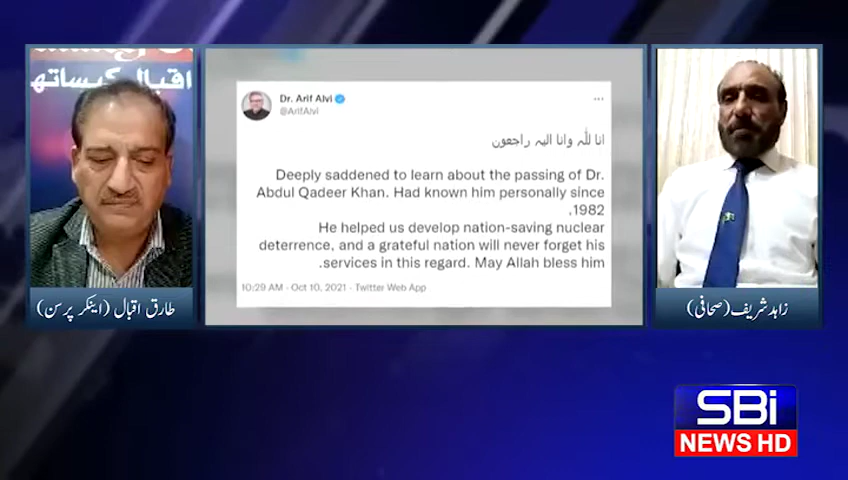 اقبال کیساتھ
طارق اقبال (اینکر پرسن)
Dr. Arif Alvi
@ArifAlvi
انا للّٰہ وانا الیہ راجعون
Deeply saddened to learn about the passing of Dr.
Abdul Qadeer Khan. Had known him personally since
.1982
He helped us develop nation-saving nuclear
deterrence, and a grateful nation will never forget his
.services in this regard. May Allah bless him
10:29 AM - Oct 10, 2021 - Twitter Web App
زاہد شریف (صحافی)
SBi
NEWS HD